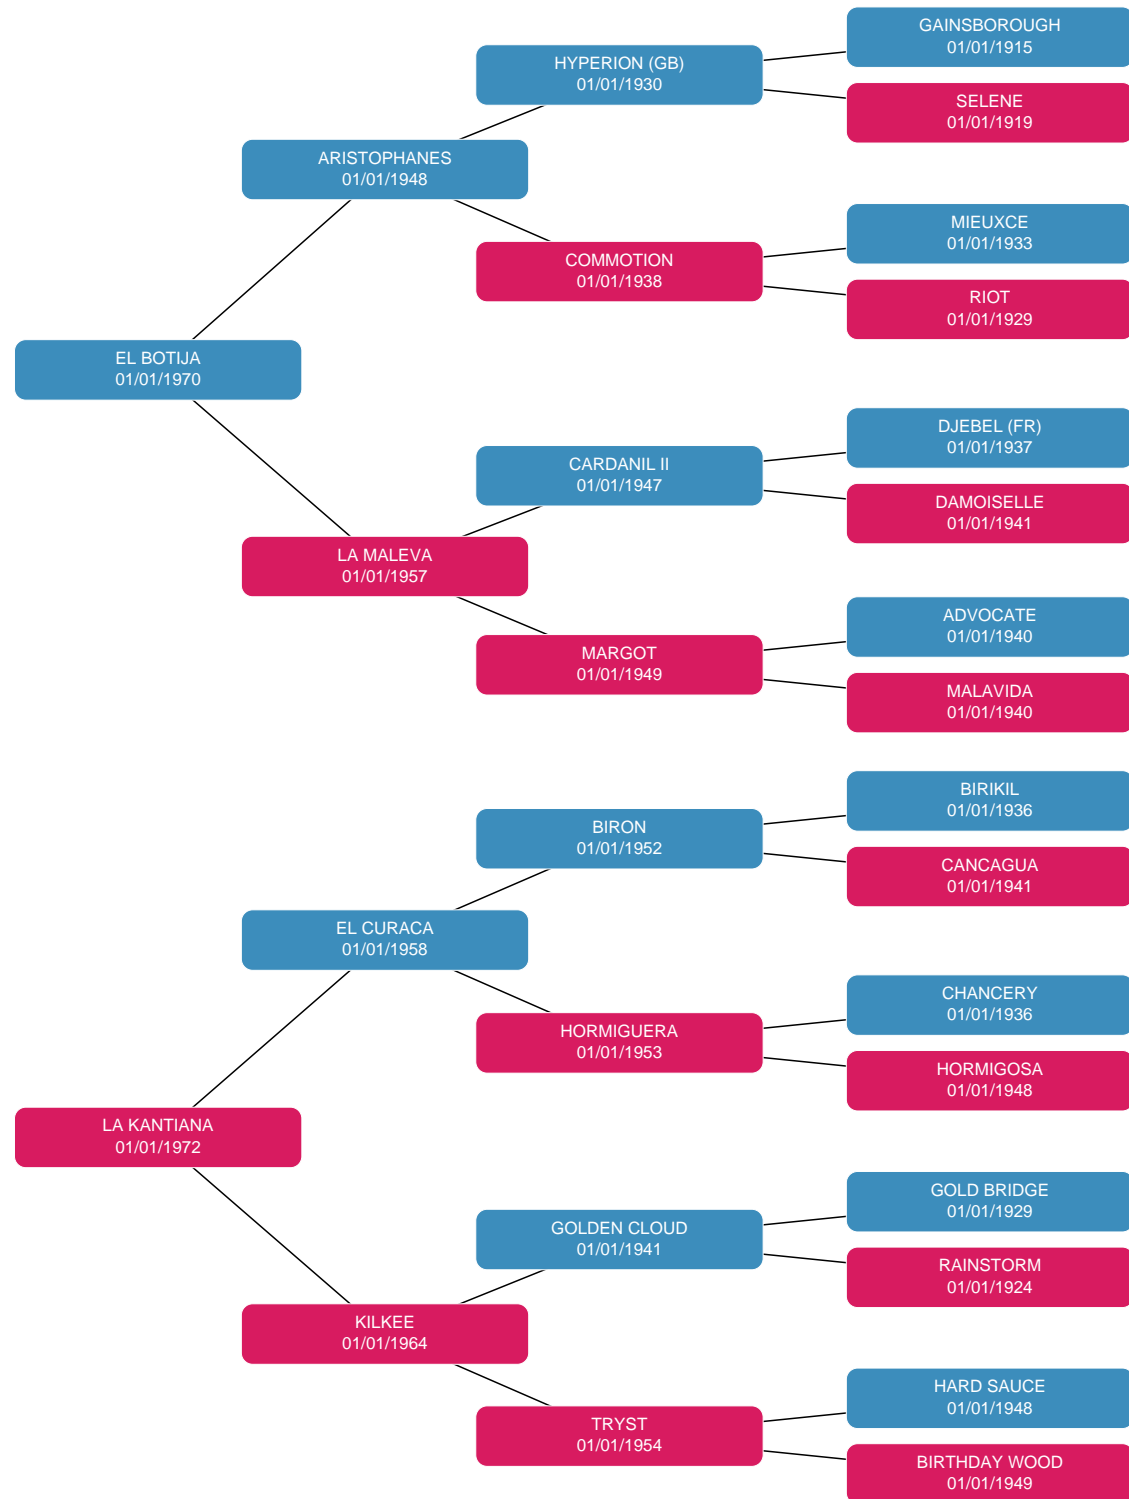 GAINSBOROUGH
01/01/1915
HYPERION (GB)
01/01/1930
SELENE
01/01/1919
ARISTOPHANES
01/01/1948
MIEUXCE
01/01/1933
COMMOTION
01/01/1938
RIOT
01/01/1929
EL BOTIJA
01/01/1970
DJEBEL (FR)
01/01/1937
CARDANIL II
01/01/1947
DAMOISELLE
01/01/1941
LA MALEVA
01/01/1957
ADVOCATE
01/01/1940
MARGOT
01/01/1949
MALAVIDA
01/01/1940
BIRIKIL
01/01/1936
BIRON
01/01/1952
CANCAGUA
01/01/1941
EL CURACA
01/01/1958
CHANCERY
01/01/1936
HORMIGUERA
01/01/1953
HORMIGOSA
01/01/1948
LA KANTIANA
01/01/1972
GOLD BRIDGE
01/01/1929
GOLDEN CLOUD
01/01/1941
RAINSTORM
01/01/1924
KILKEE
01/01/1964
HARD SAUCE
01/01/1948
TRYST
01/01/1954
BIRTHDAY WOOD
01/01/1949